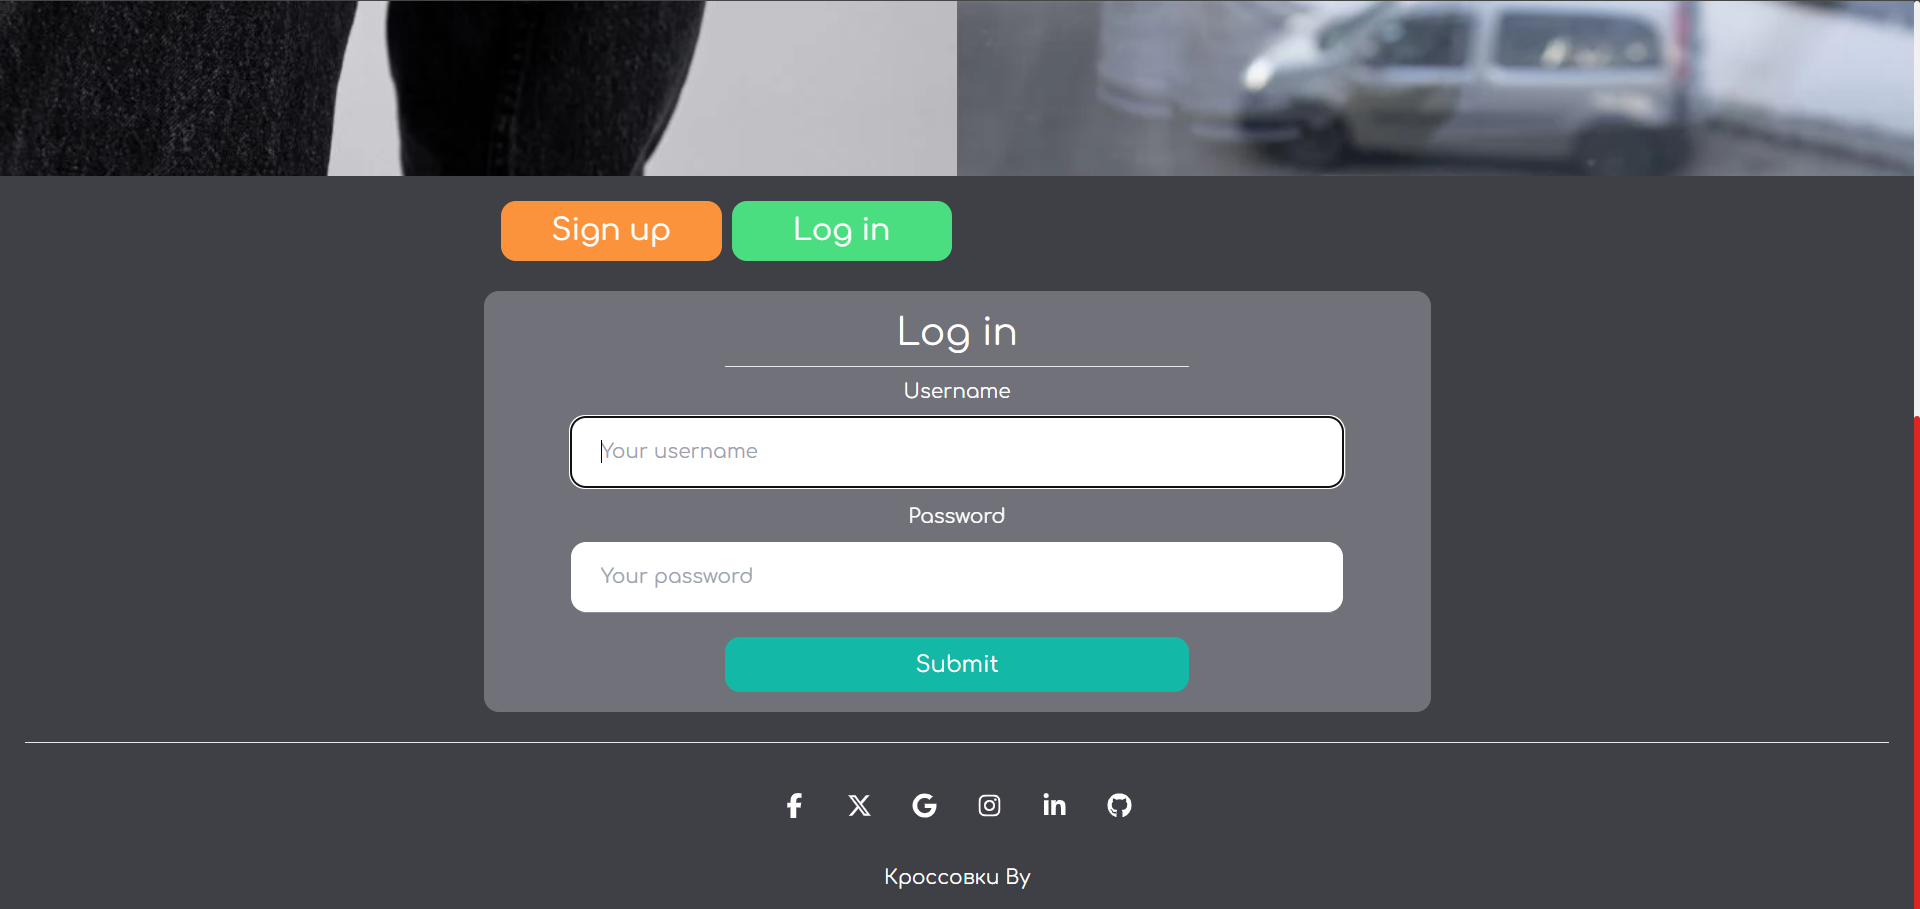 Sign up
Log in
Log in
Username
Your username
Password
Your password
Submit
Кроссовки By